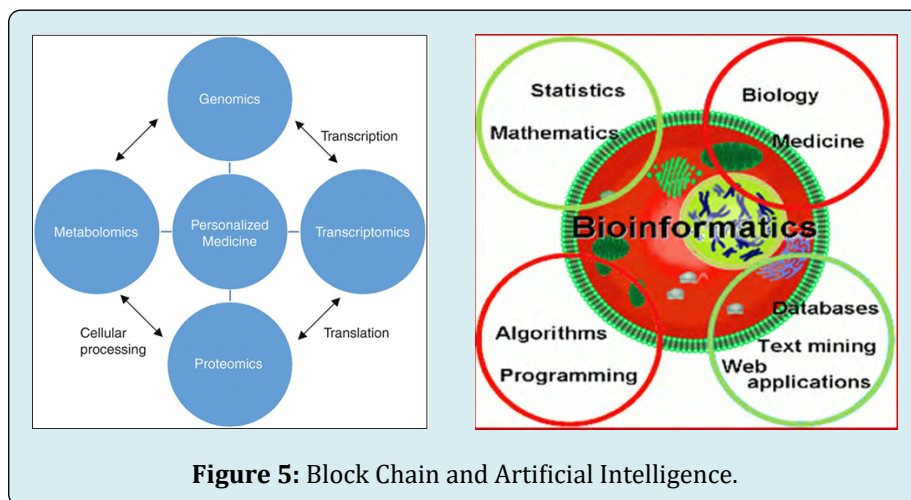 Genomics
Transcription
Metabolomics
Personalized
Medicine
Transcriptomics
Cellular
processing
Translation
Proteomics
Statistics
Mathematics
Biology
Medicine
Bioinformatics
Algorithms
Programming
Databases
Text mining
Web
applications
Figure 5: Block Chain and Artificial Intelligence.